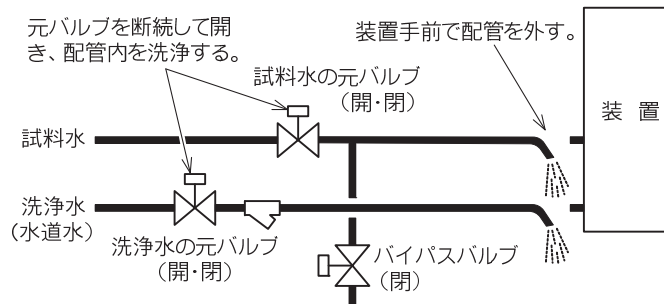 元バルブを断続して開
き、配管内を洗浄する。
装置手前で配管を外す。
試料水の元バルブ
(開・閉)
装 置
試料水
洗浄水
(水道水)
洗浄水の元バルブ
(開・閉)
バイパスバルブ
(閉)